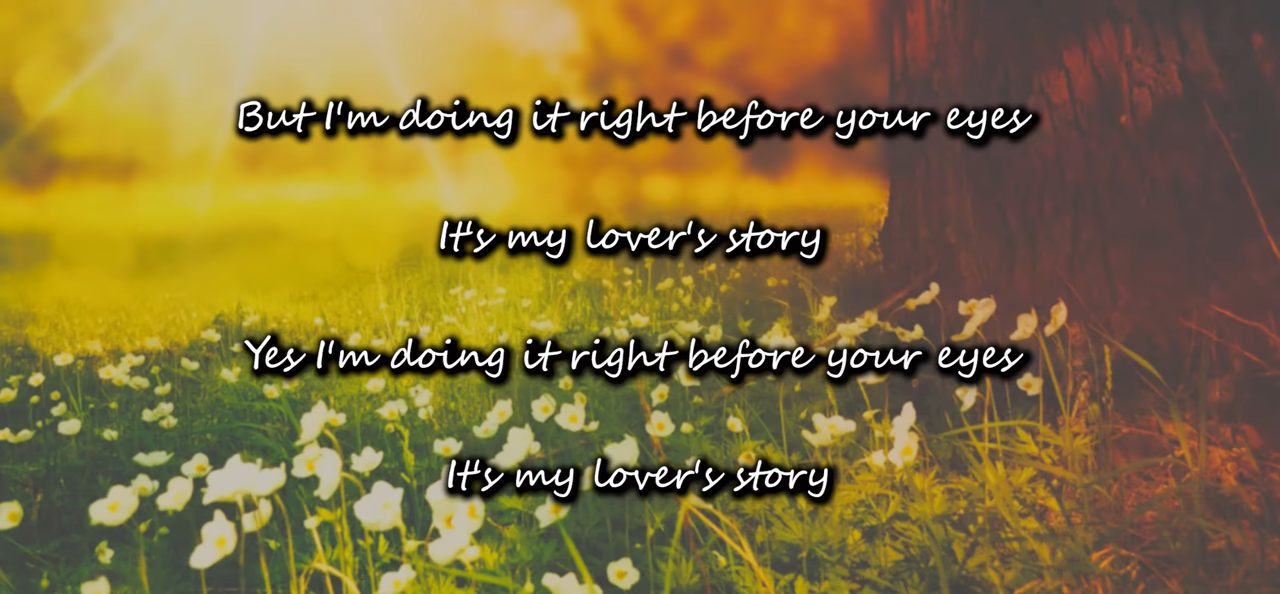 But I'm doing it right before your eyes
It's my lover's story
Yes I'm doing it right before your eyes
It's my lover's story